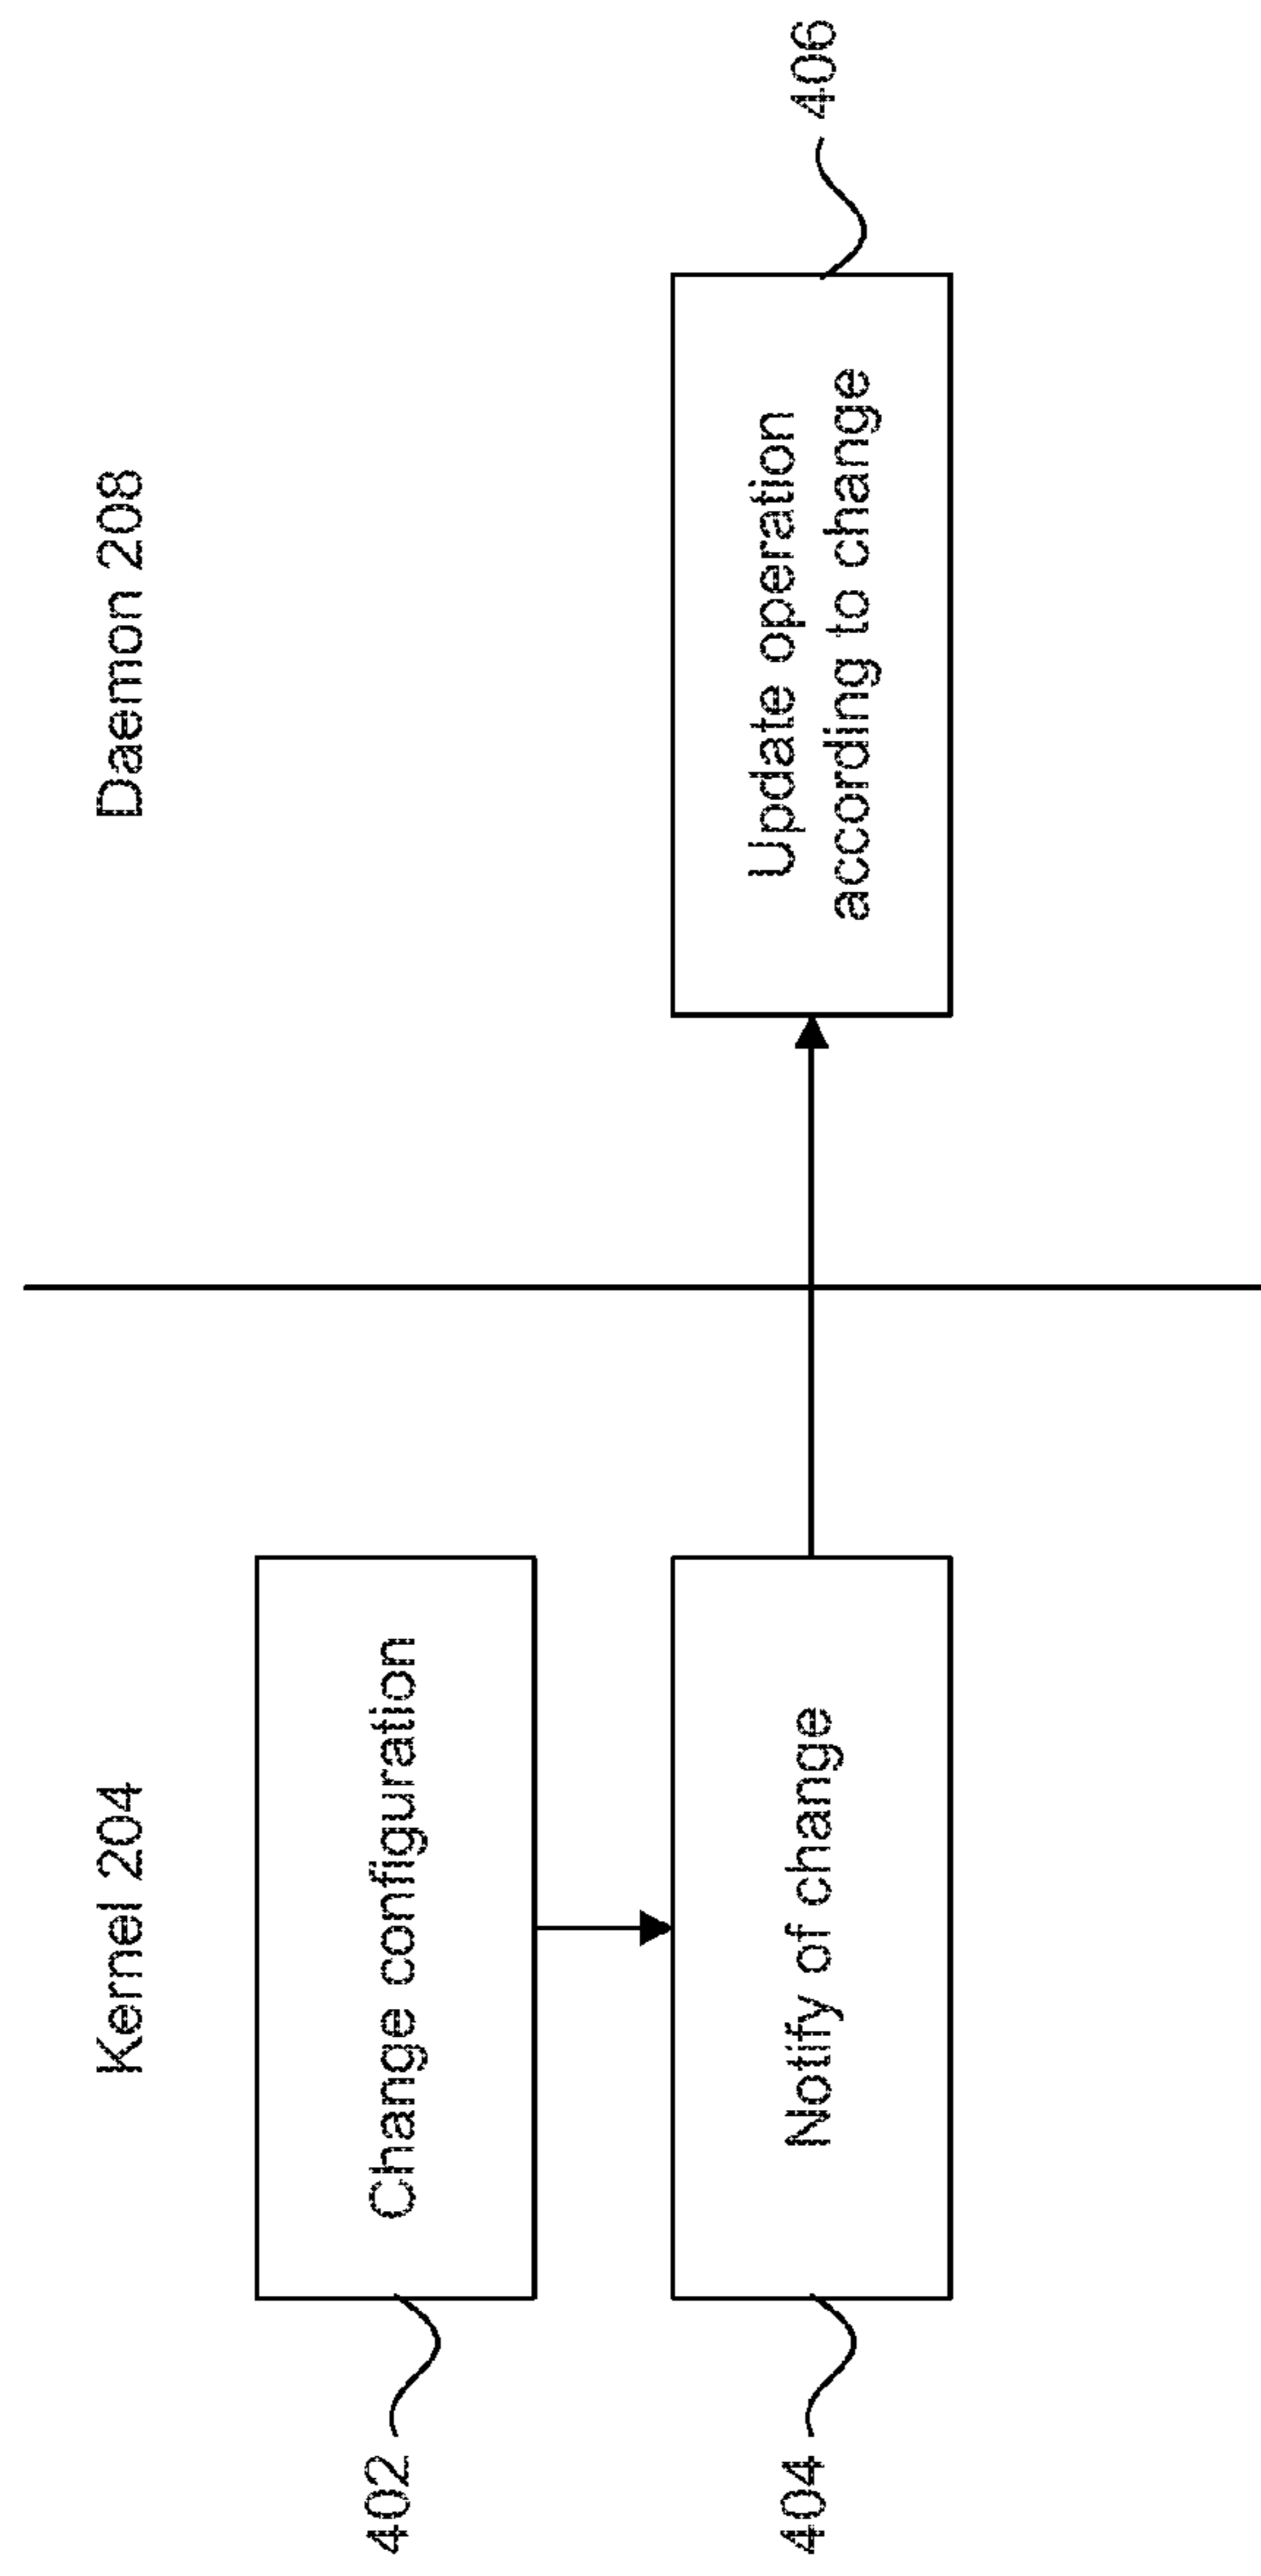 Kernel 204
Daemon 208
402
Change configuration
404
Notify of change
Update operation
according to change
406